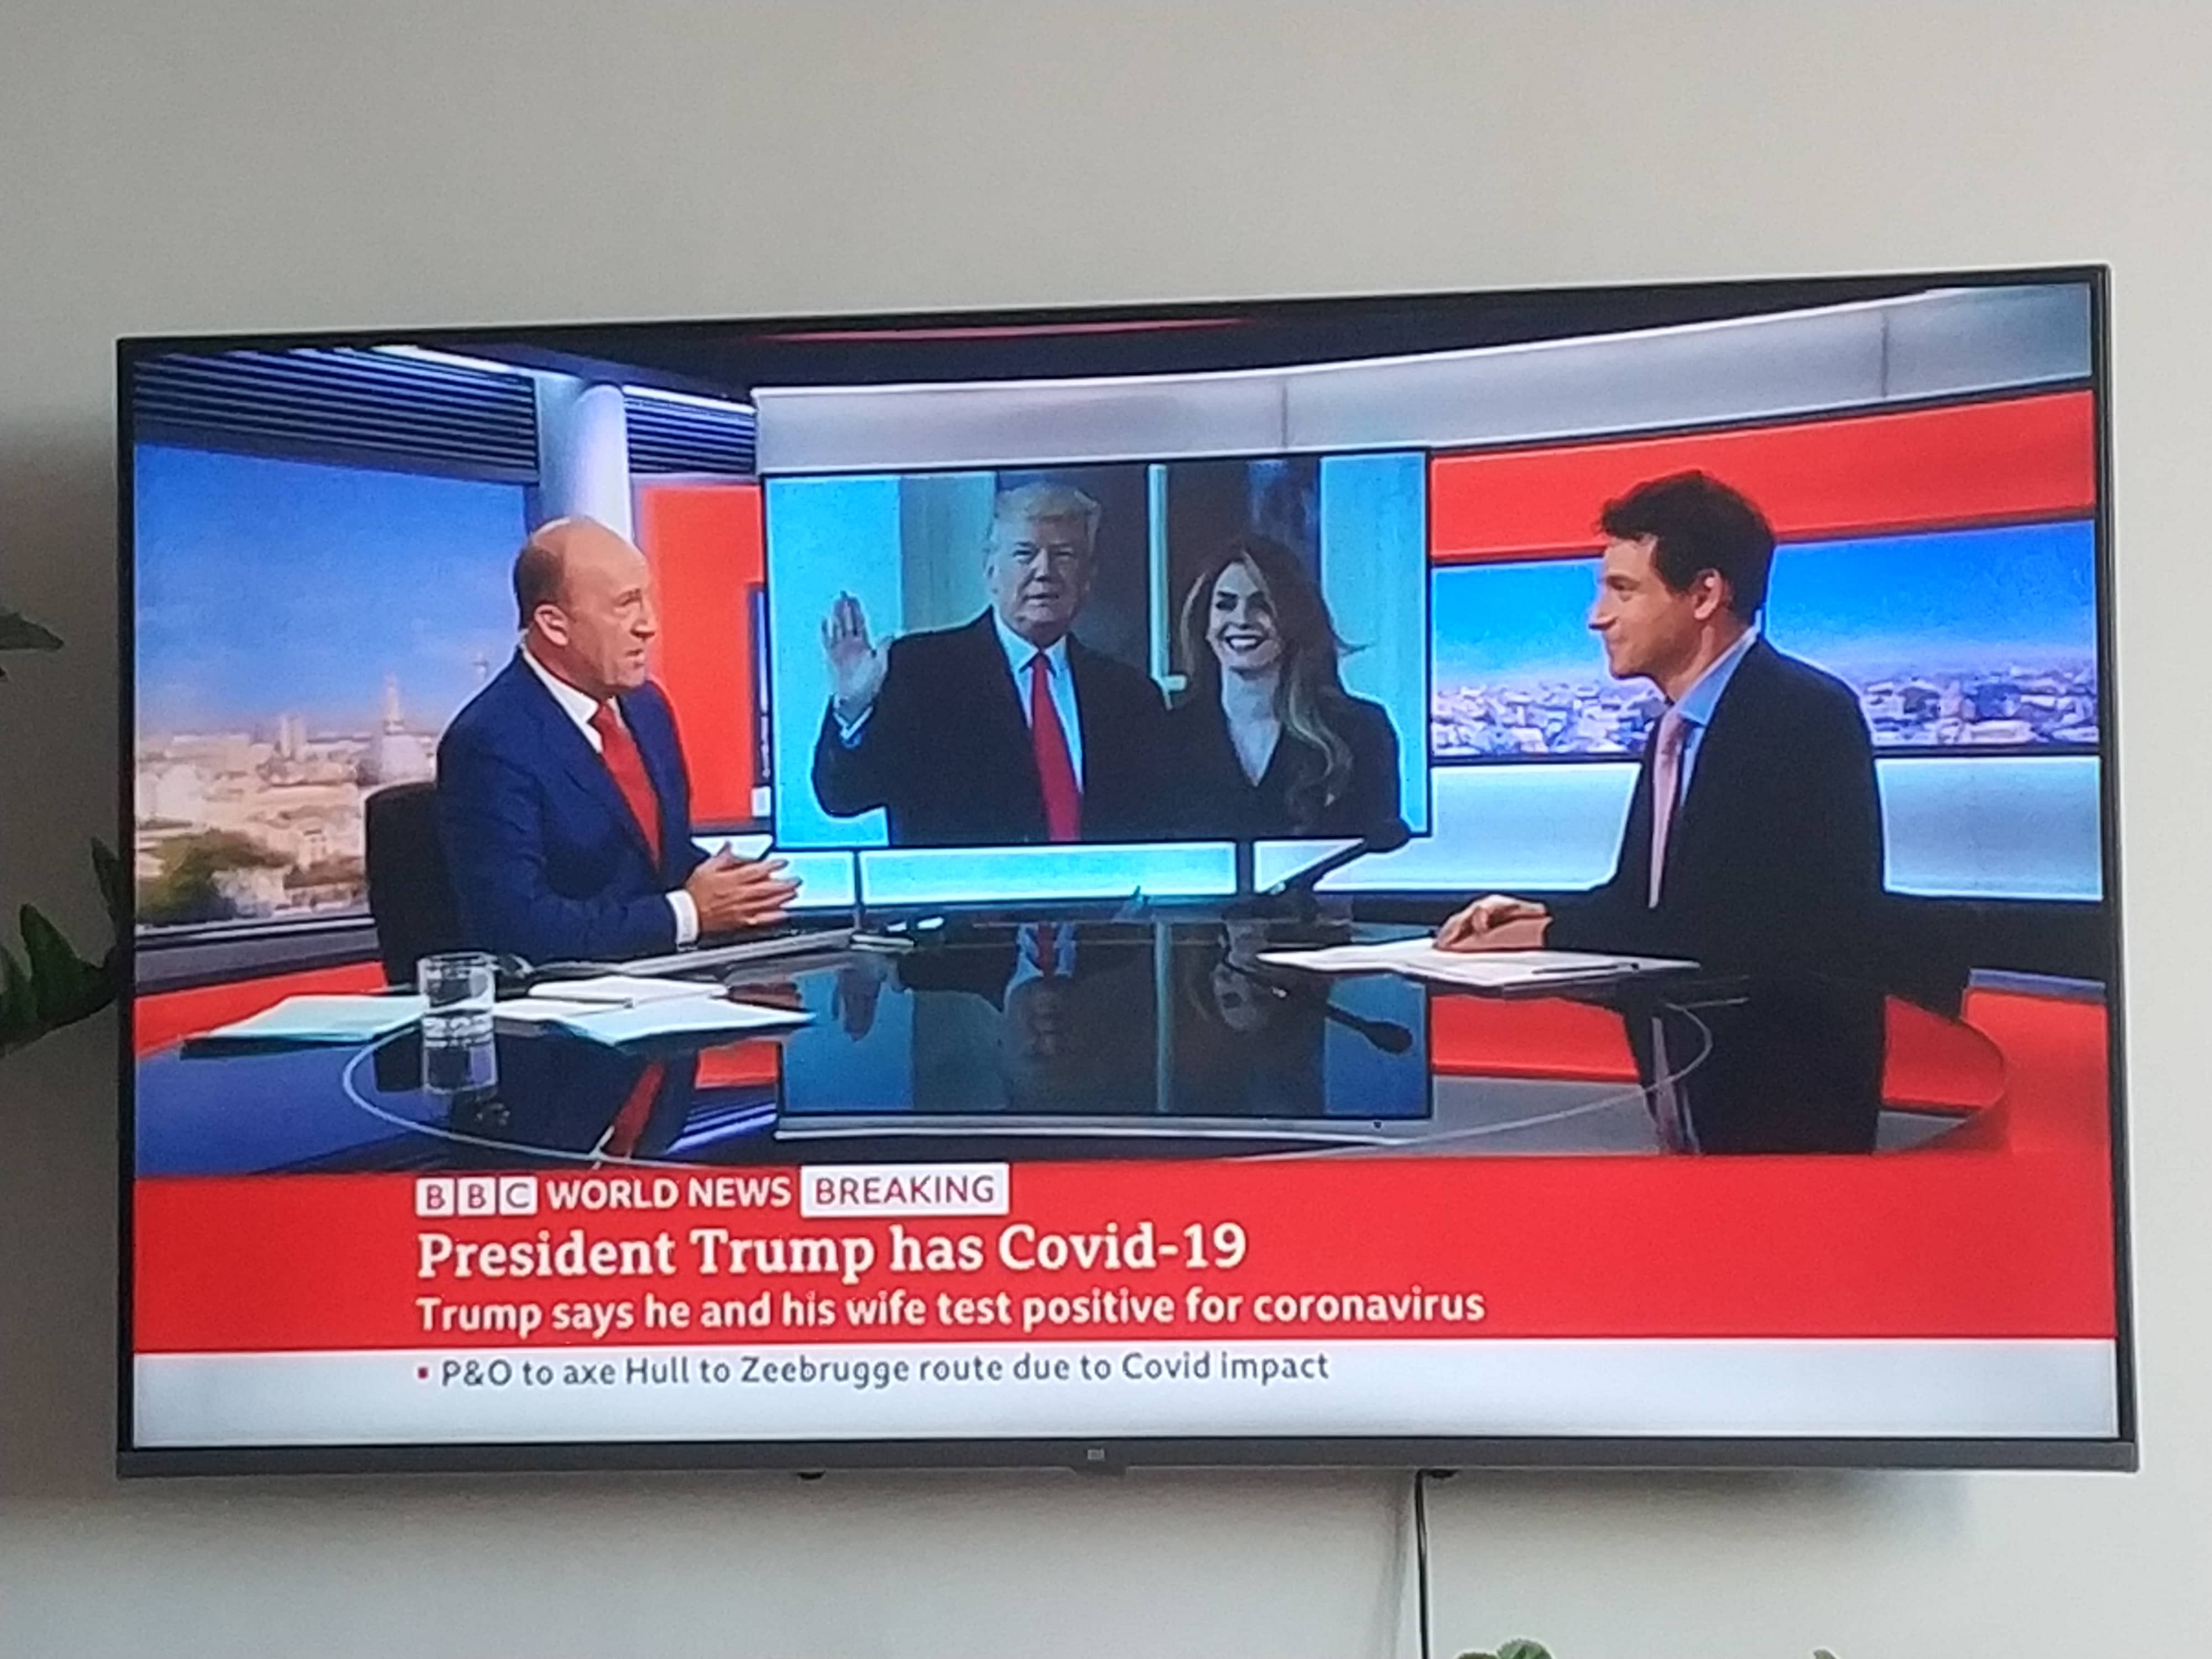 BBC WORLD NEWS BREAKING
President Trump has Covid-19
Trump says he and his wife test positive for coronavirus
P&O to axe Hull to Zeebrugge route due to Covid impact
mi